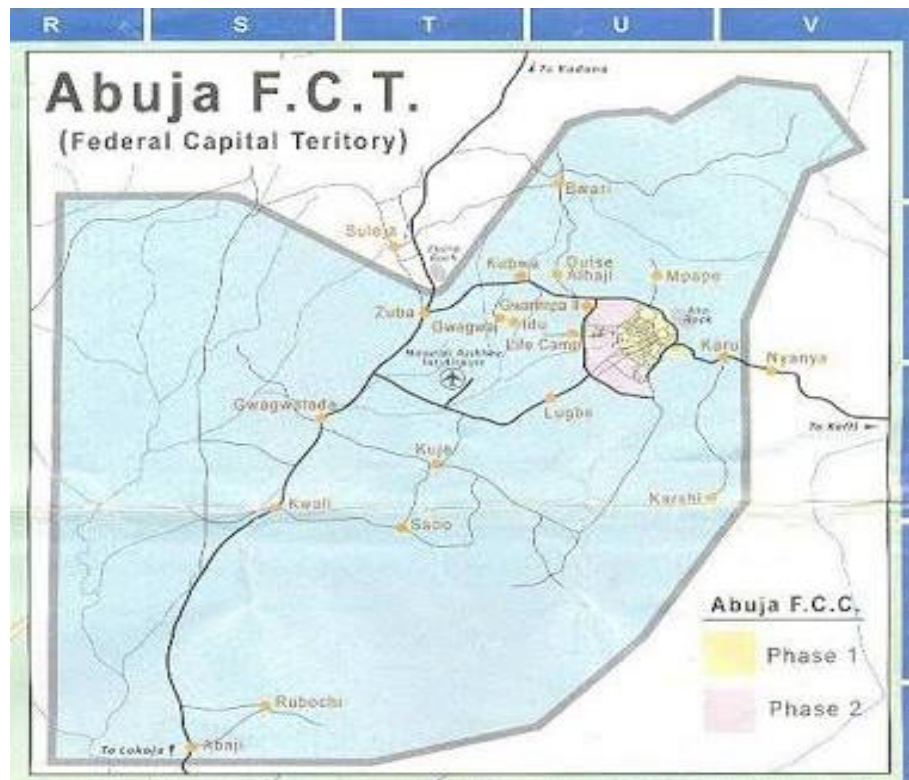 R S T U V
Abuja F.C.T.
(Federal Capital Teritory)
To Kaduna
Bwari
Suleja
Zuma
Rock
Kubwa
Dutse
Alhaji
Mpape
Zuba
Gwarinpa II
Gwagwa
Idu
Life Camp
Aso
Rock
Karu
Nyanya
Gwagwalada
Lugbe
To Keffi
Kuje
Kwali
Karshi
Abuja F.C.C.
Phase 1
Phase 2
Rubochi
To Lokoja
Abaji